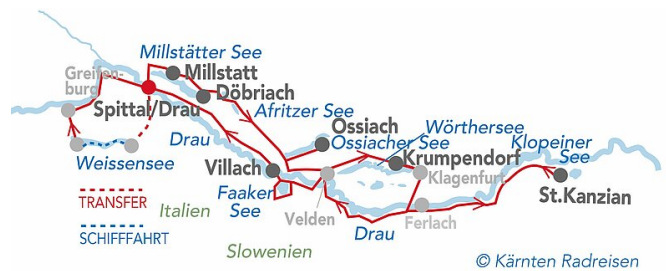 Millstätter See
Greifen-
burg
Millstatt
Döbriach
Spittal/Drau
Afritzer See
Ossiach
Wörthersee
Drau
Ossiacher See
Klopeiner
See
Weissensee
Villach
Krumpendorf
Klagenfurt
Faaker
See
St.Kanzian
TRANSFER
Italien
Velden
Ferlach
Drau
SCHIFFFAHRT
Slowenien
© Kärnten Radreisen